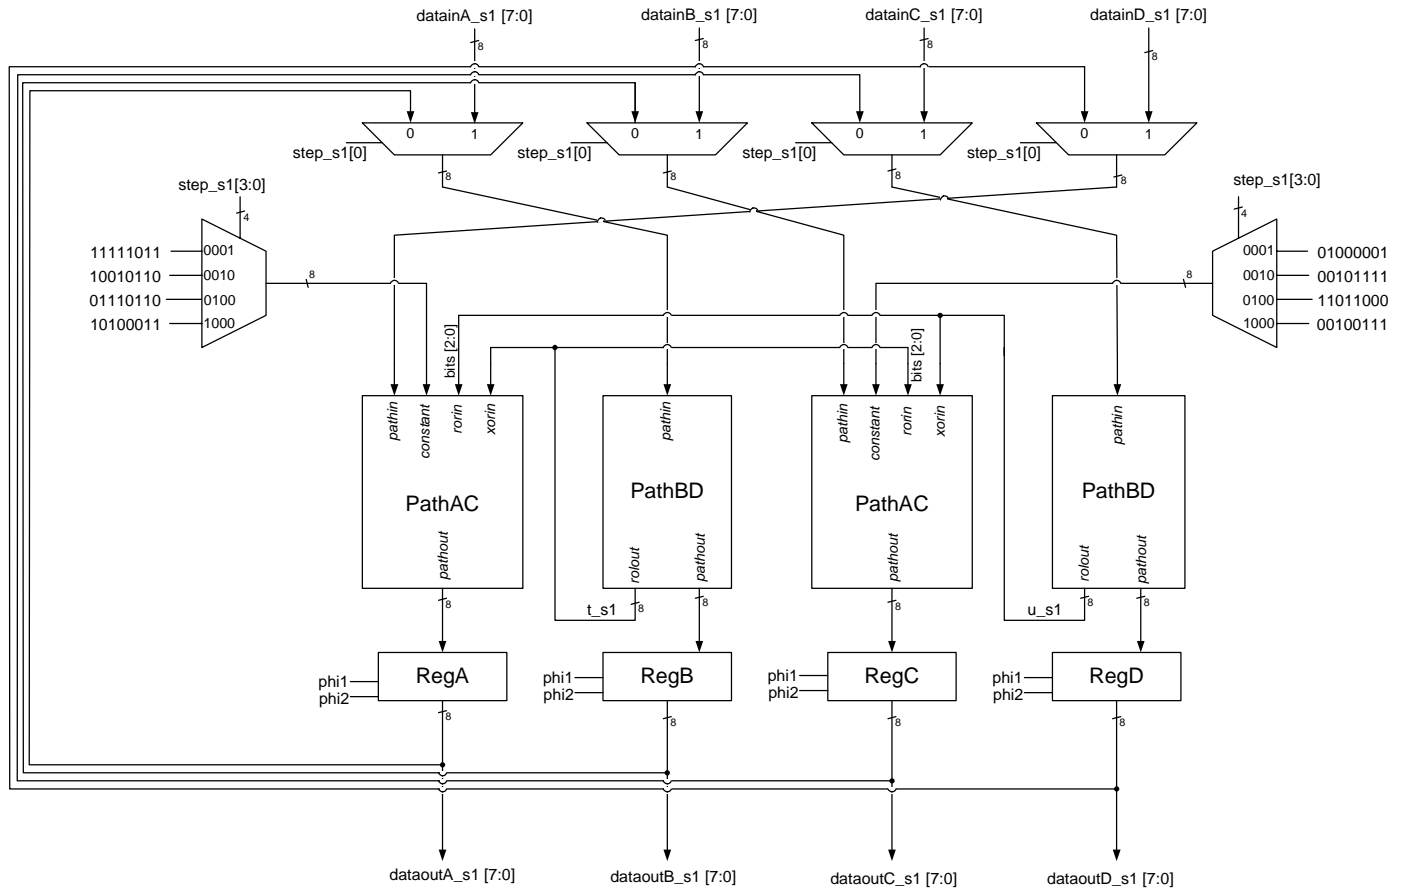 datainA_s1 [7:0]
datainB_s1 [7:0]
datainC_s1 [7:0]
datainD_s1 [7:0]
8
8
8
8
0
1
0
1
0
1
0
1
step_s1[0]
step_s1[0]
step_s1[0]
step_s1[0]
8
8
8
8
step_s1[3:0]
4
11111011
0001
10010110
0010
01110110
0100
10100011
1000
8
step_s1[3:0]
4
8
0001
01000001
0010
00101111
0100
11011000
1000
00100111
bits [2:0]
bits [2:0]
pathin
constant
rorin
xorin
PathAC
pathout
pathin
PathBD
rolout
pathout
pathin
constant
rorin
xorin
PathAC
pathout
pathin
PathBD
rolout
pathout
8
t_s1
8
8
8
u_s1
8
8
phi1
phi2
RegA
phi1
phi2
RegB
phi1
phi2
RegC
phi1
phi2
RegD
8
8
8
8
dataoutA_s1 [7:0]
dataoutB_s1 [7:0]
dataoutC_s1 [7:0]
dataoutD_s1 [7:0]